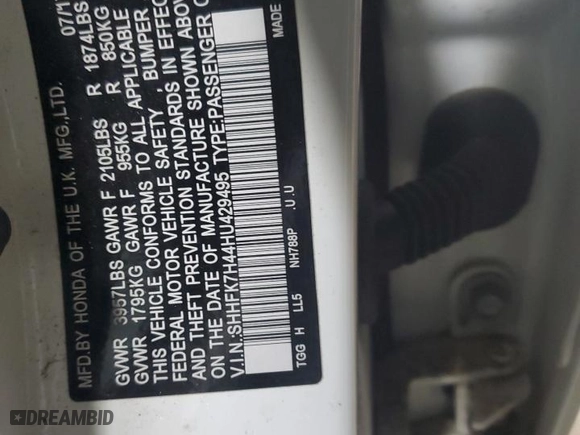 MFD.BY HONDA OF THE U.K. MFG.,LTD. 07/1
GVWR 3957LBS GAWR F 2105LBS R 1874LBS
GVWR 1795KG GAWR F 955KG R 850KG
THIS VEHICLE CONFORMS TO ALL APPLICABLE
FEDERAL MOTOR VEHICLE SAFETY, BUMPER
AND THEFT PREVENTION STANDARDS IN EFFEC
ON THE DATE OF MANUFACTURE SHOWN ABOV
V.I.N:SHHFK7H44HU429495 TYPE:PASSENGER C
TGG H LL5 NH788P J.U MADE
DREAMBID